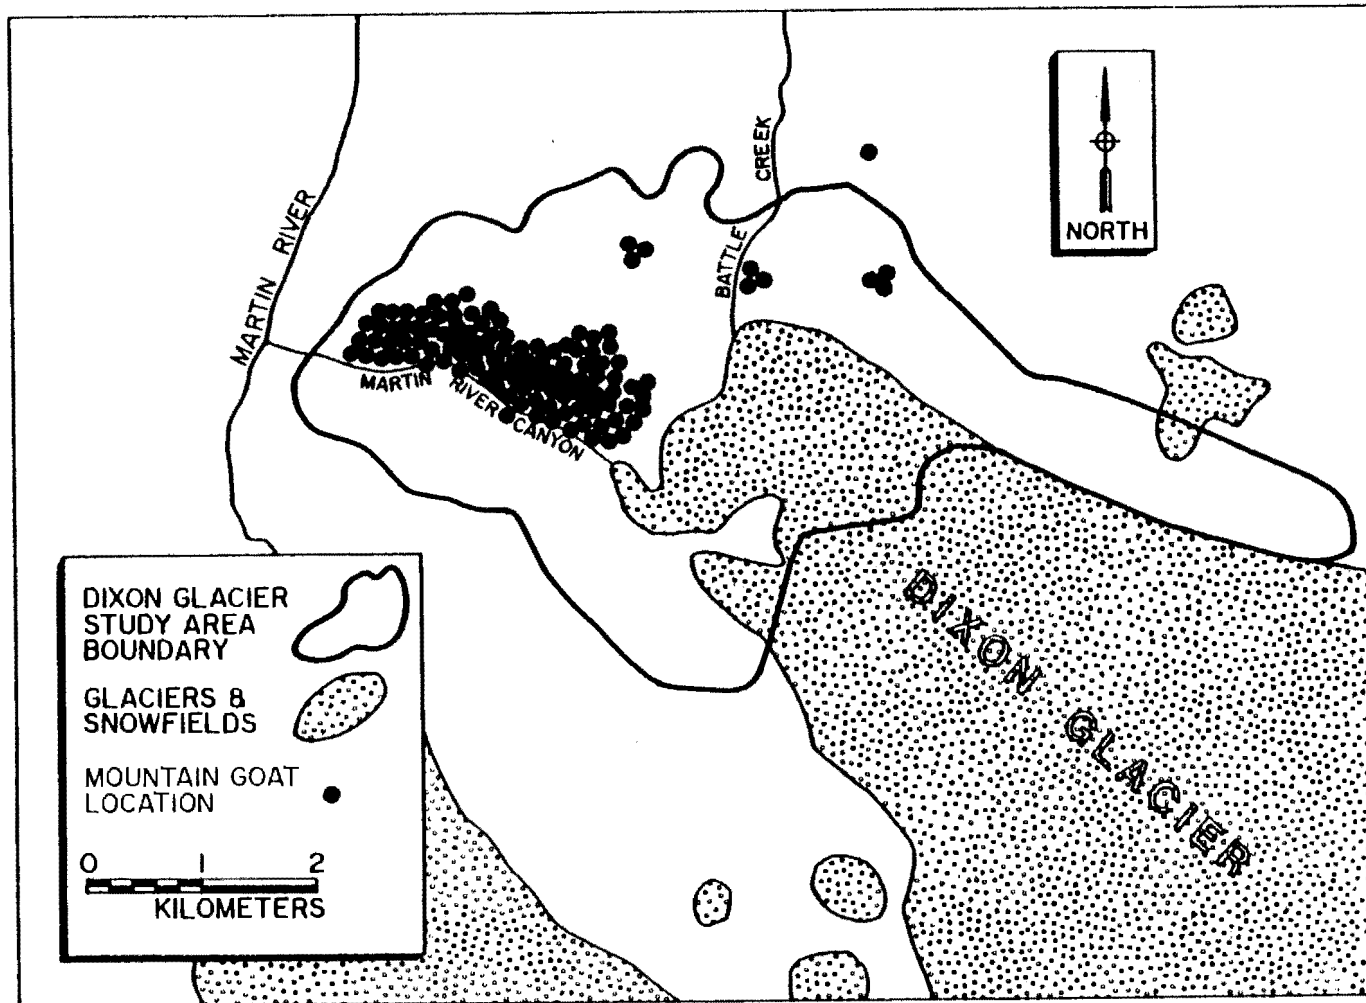 MARTIN RIVER
BATTLE CREEK
NORTH
MARTIN RIVER CANYON
DIXON GLACIER
DIXON GLACIER
STUDY AREA
BOUNDARY
GLACIERS &
SNOWFIELDS
MOUNTAIN GOAT
LOCATION
0 1 2
KILOMETERS